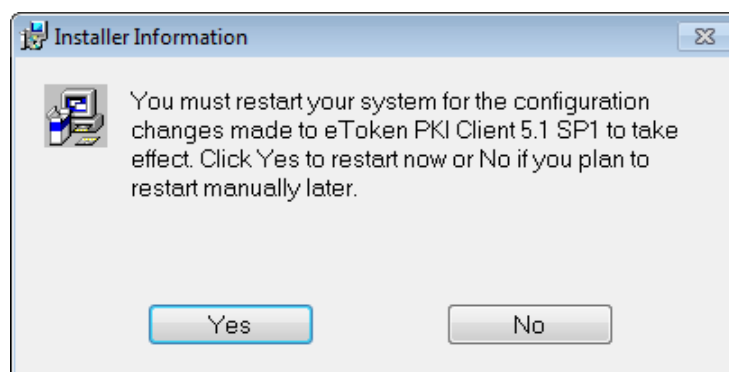 Installer Information
You must restart your system for the configuration
changes made to eToken PKI Client 5.1 SP1 to take
effect. Click Yes to restart now or No if you plan to
restart manually later.
Yes
No